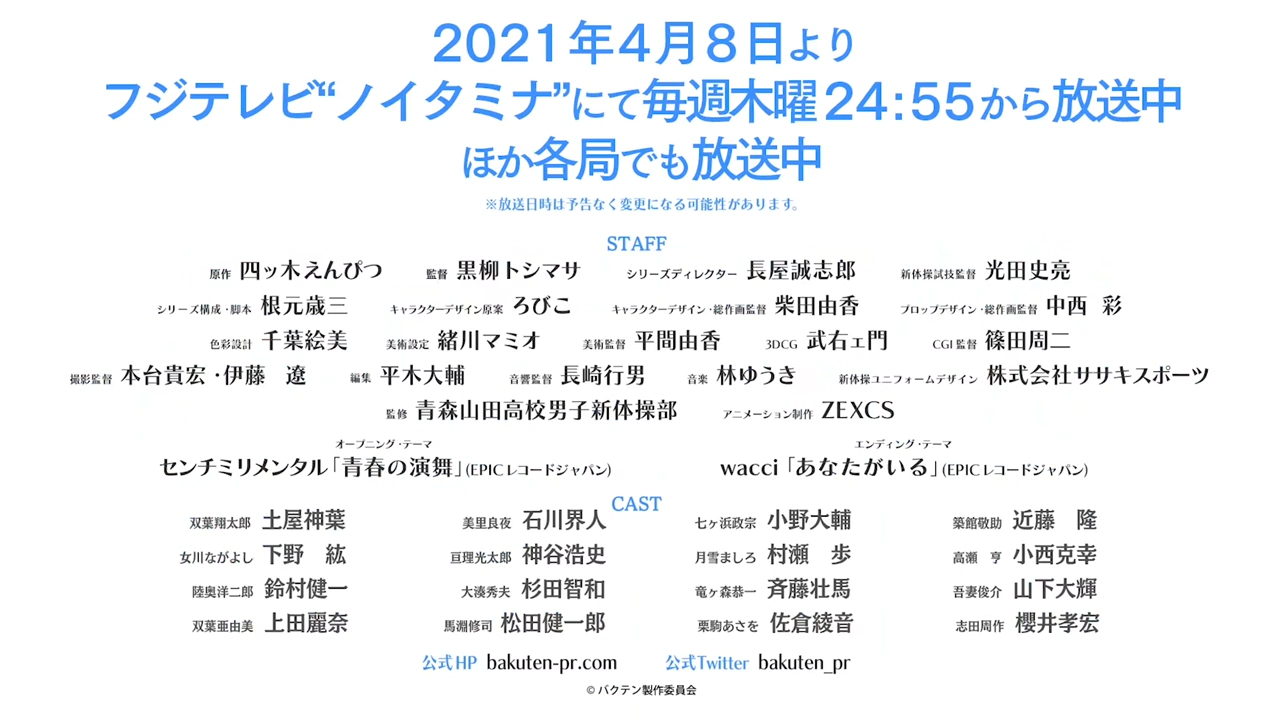 2021年4月8日より
フジテレビ“ノイタミナ”にて毎週木曜24:55から放送中
ほか各局でも放送中
※放送日時は予告なく変更になる可能性があります。
STAFF
原作 四ッ木えんぴつ 監督 黒柳トシマサ シリーズディレクター 長屋誠志郎 新体操試技監督 光田史亮
シリーズ構成・脚本 根元歳三 キャラクターデザイン原案 ろびこ キャラクターデザイン・総作画監督 柴田由香 プロップデザイン・総作画監督 中西 彩
色彩設計 千葉絵美 美術設定 緒川マミオ 美術監督 平間由香 3DCG 武右ェ門 CGI監督 篠田周二
撮影監督 本台貴宏・伊藤 遼 編集 平木大輔 音響監督 長崎行男 音楽 林ゆうき 新体操ユニフォームデザイン 株式会社ササキスポーツ
監修 青森山田高校男子新体操部 アニメーション制作 ZEXCS
オープニング・テーマ エンディング・テーマ
センチミリメンタル「青春の演舞」(EPICレコードジャパン) wacci「あなたがいる」(EPICレコードジャパン)
CAST
双葉翔太郎 土屋神葉 美里良夜 石川界人 七ヶ浜政宗 小野大輔 築館敬助 近藤 隆
女川ながよし 下野 紘 亘理光太郎 神谷浩史 月雪ましろ 村瀬 歩 高瀬 亨 小西克幸
陸奥洋二郎 鈴村健一 大湊秀夫 杉田智和 竜ヶ森恭一 斉藤壮馬 吾妻俊介 山下大輝
双葉亜由美 上田麗奈 馬淵修司 松田健一郎 栗駒あさを 佐倉綾音 志田周作 櫻井孝宏
公式HP bakuten-pr.com 公式Twitter bakuten_pr
© バクテン製作委員会